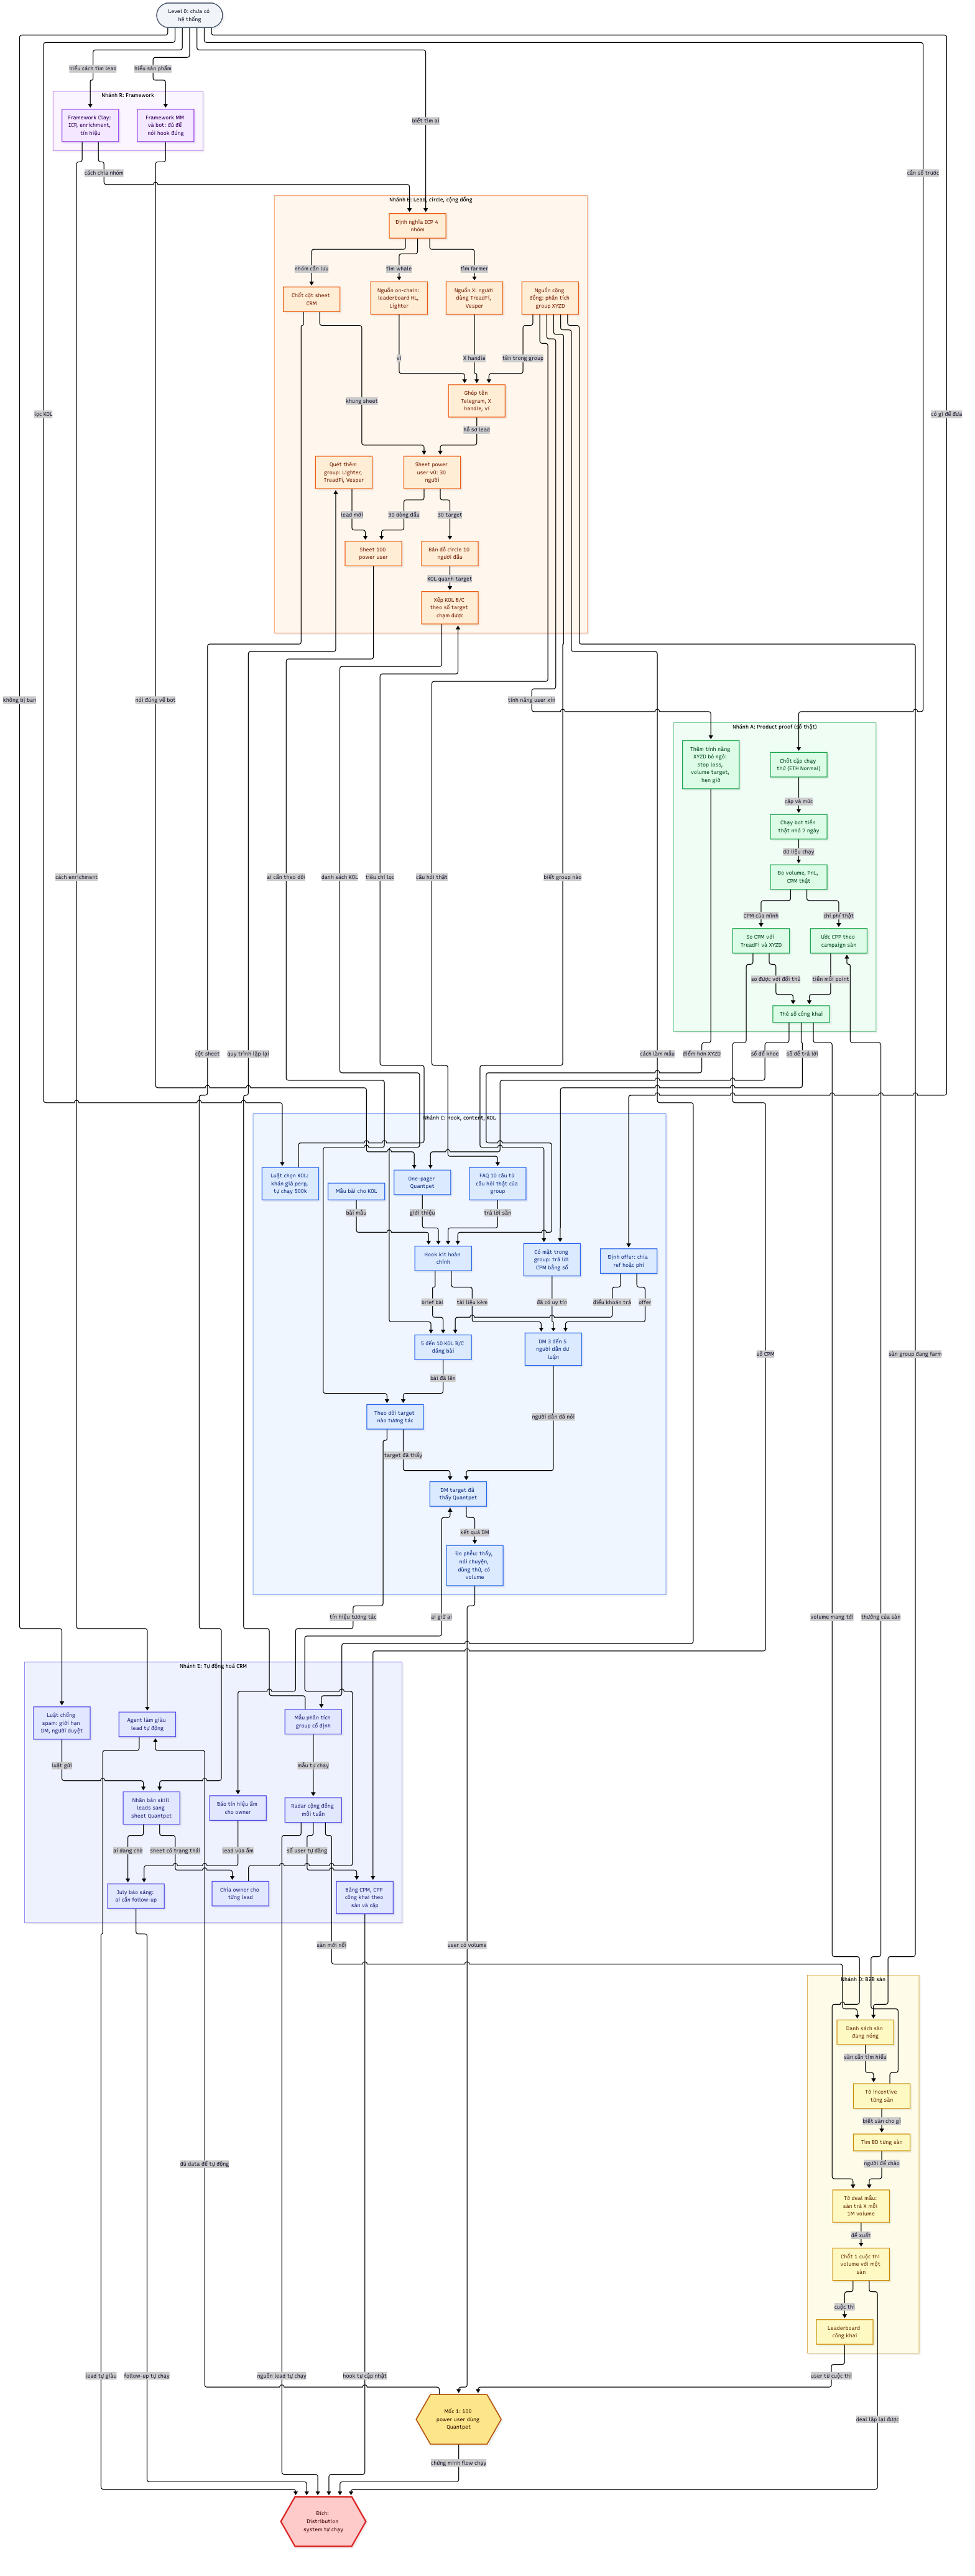 Level 0: chưa có
hệ thống
hiểu cách tìm lead
hiểu sản phẩm
Nhánh R: Framework
Framework Clay:
ICP, enrichment,
tín hiệu
Framework MM
và bot: đủ để
nói hook đúng
biết tìm ai
cách chia nhóm
cần số trước
Nhánh B: Lead, circle, cộng đồng
Định nghĩa ICP 4
nhóm
nhóm cần lưu
tìm whale
tìm farmer
Chốt cột sheet
CRM
Nguồn on-chain:
leaderboard HL,
Lighter
Nguồn X: người
dùng TreadFi,
Vesper
Nguồn cộng
đồng: phân tích
group XYZD
ví
X handle
tên trong group
Ghép tên
Telegram, X
handle, ví
khung sheet
lọc KOL
có gì để đưa
hồ sơ lead
Quét thêm
group: Lighter,
TreadFi, Vesper
Sheet power
user v0: 30
người
lead mới
30 dòng đầu
30 target
Sheet 100
power user
Bản đồ circle 10
người đầu
KOL quanh target
Xếp KOL B/C
theo số target
chạm được
không bị ban
nói đúng về bot
tính năng user xin
Nhánh A: Product proof (số thật)
Thêm tính năng
XYZD bỏ ngỏ:
stop loss,
volume target,
hẹn giờ
Chốt cặp chạy
thử (ETH Normal)
cặp và mức
Chạy bot tiền
thật nhỏ 7 ngày
dữ liệu chạy
Đo volume, PnL,
CPM thật
CPM của mình
chi phí thật
So CPM với
TreadFi và XYZD
Ước CPP theo
campaign sàn
so được với đối thủ
tiền mỗi point
Thẻ số công khai
cách enrichment
ai cần theo dõi
danh sách KOL
tiêu chí lọc
câu hỏi thật
biết group nào
cột sheet
quy trình lặp lại
cách làm mẫu
điểm hơn XYZD
số để khoe
số để trả lời
Nhánh C: Hook, content, KOL
Luật chọn KOL:
khán giả perp,
tự chạy 500k
Mẫu bài cho KOL
One-pager
Quantpet
FAQ 10 câu từ
câu hỏi thật của
group
bài mẫu
giới thiệu
trả lời sẵn
Hook kit hoàn
chỉnh
Có mặt trong
group: trả lời
CPM bằng số
Định offer: chia
ref hoặc phí
brief bài
tài liệu kèm
đã có uy tín
điều khoản trả
offer
5 đến 10 KOL B/C
đăng bài
DM 3 đến 5
người dẫn dư
luận
số CPM
sàn group đang farm
bài đã lên
Theo dõi target
nào tương tác
người dẫn đã nói
target đã thấy
DM target đã
thấy Quantpet
kết quả DM
Đo phễu: thấy,
nói chuyện,
dùng thử, có
volume
tín hiệu tương tác
ai giữ ai
volume mang tới
thưởng của sàn
Nhánh E: Tự động hoá CRM
Luật chống
spam: giới hạn
DM, người duyệt
Agent làm giàu
lead tự động
Mẫu phân tích
group cố định
luật gửi
mẫu tự chạy
Nhân bản skill
leads sang
sheet Quantpet
Báo tín hiệu ấm
cho owner
Radar cộng đồng
mỗi tuần
ai đang chờ
sheet có trạng thái
lead vừa ấm
số user tự đăng
July báo sáng:
ai cần follow-up
Chia owner cho
từng lead
Bảng CPM, CPP
công khai theo
sàn và cặp
sàn mới nổi
user có volume
Nhánh D: B2B sàn
Danh sách sàn
đang nóng
sàn cần tìm hiểu
Tờ incentive
từng sàn
biết sàn cho gì
Tìm BD từng sàn
người để chào
đủ data để tự động
Tờ deal mẫu:
sàn trả X mỗi
1M volume
đề xuất
Chốt 1 cuộc thi
volume với một
sàn
cuộc thi
Leaderboard
công khai
lead tự giàu
follow-up tự chạy
nguồn lead tự chạy
hook tự cập nhật
user từ cuộc thi
Mốc 1: 100
power user dùng
Quantpet
deal lặp lại được
chứng minh flow chạy
Đích:
Distribution
system tự chạy